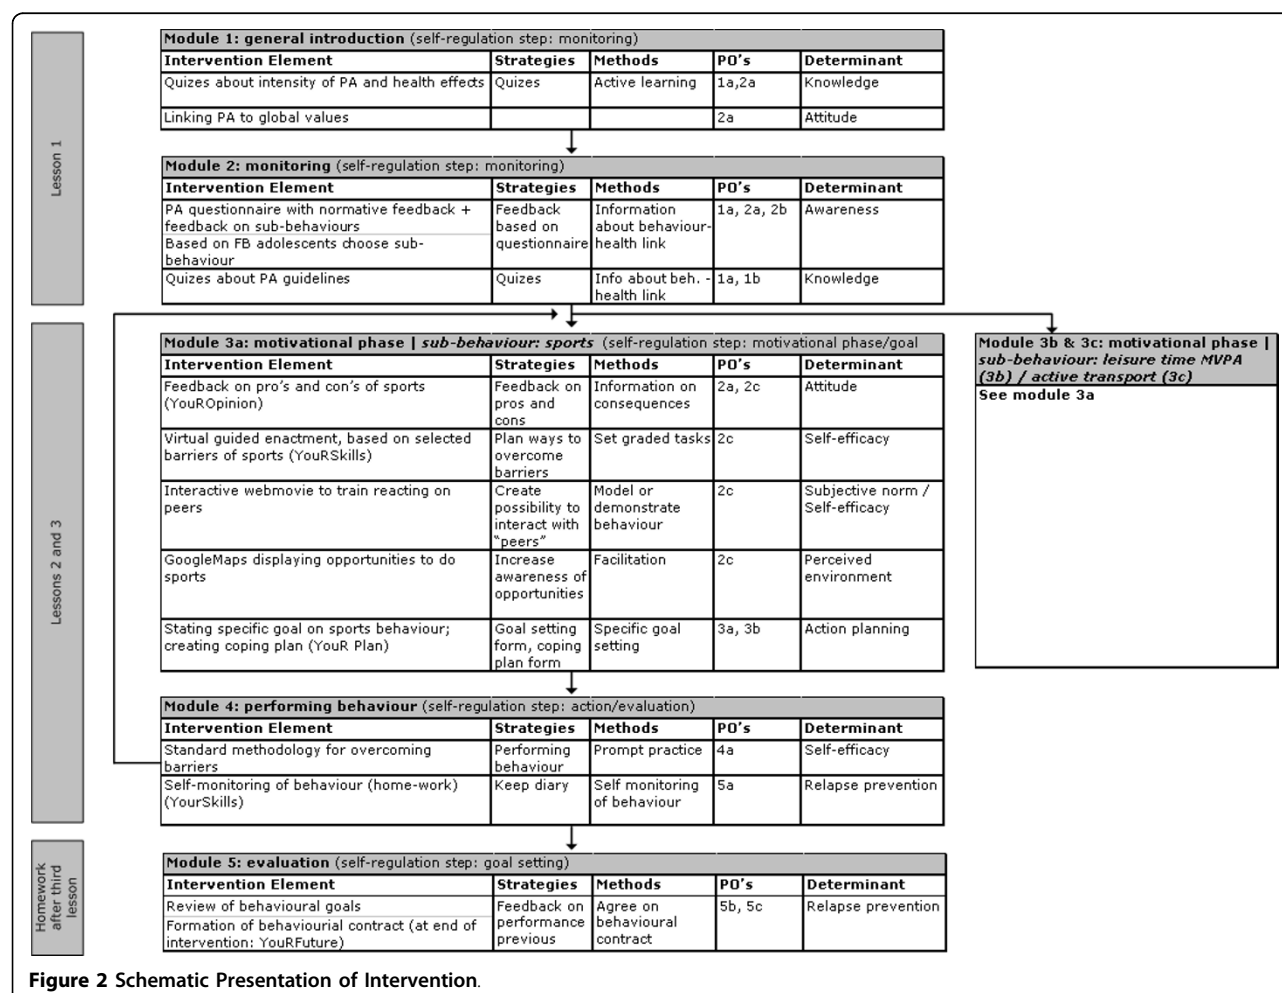 Lesson 1
Module 1: general introduction (self-regulation step: monitoring)
Intervention Element Strategies Methods PO's Determinant
Quizes about intensity of PA and health effects Quizes Active learning 1a,2a Knowledge
Linking PA to global values 2a Attitude
Module 2: monitoring (self-regulation step: monitoring)
Intervention Element Strategies Methods PO's Determinant
PA questionnaire with normative feedback + Feedback Information 1a, 2a, 2b Awareness
feedback on sub-behaviours based on about behaviour-
Based on FB adolescents choose sub- questionnaire health link
behaviour
Quizes about PA guidelines Quizes Info about beh. - 1a, 1b Knowledge
health link
Lessons 2 and 3
Module 3a: motivational phase | sub-behaviour: sports (self-regulation step: motivational phase/goal
Intervention Element Strategies Methods PO's Determinant
Feedback on pro's and con's of sports Feedback on Information on 2a, 2c Attitude
(YouROpinion) pros and consequences
cons
Virtual guided enactment, based on selected Plan ways to Set graded tasks 2c Self-efficacy
barriers of sports (YouRSkills) overcome
barriers
Interactive webmovie to train reacting on Create Model or 2c Subjective norm /
peers possibility to demonstrate Self-efficacy
interact with behaviour
"peers"
GoogleMaps displaying opportunities to do Increase Facilitation 2c Perceived
sports awareness of environment
opportunities
Stating specific goal on sports behaviour; Goal setting Specific goal 3a, 3b Action planning
creating coping plan (YouR Plan) form, coping setting
plan form
Module 3b & 3c: motivational phase |
sub-behaviour: leisure time MVPA
(3b) / active transport (3c)
See module 3a
Module 4: performing behaviour (self-regulation step: action/evaluation)
Intervention Element Strategies Methods PO's Determinant
Standard methodology for overcoming Performing Prompt practice 4a Self-efficacy
barriers behaviour
Self-monitoring of behaviour (home-work) Keep diary Self monitoring 5a Relapse prevention
(YourSkills) of behaviour
Homework
after third
lesson
Module 5: evaluation (self-regulation step: goal setting)
Intervention Element Strategies Methods PO's Determinant
Review of behavioural goals Feedback on Agree on 5b, 5c Relapse prevention
Formation of behaviourial contract (at end of performance behavioural
intervention: YouRFuture) previous contract
Figure 2 Schematic Presentation of Intervention.